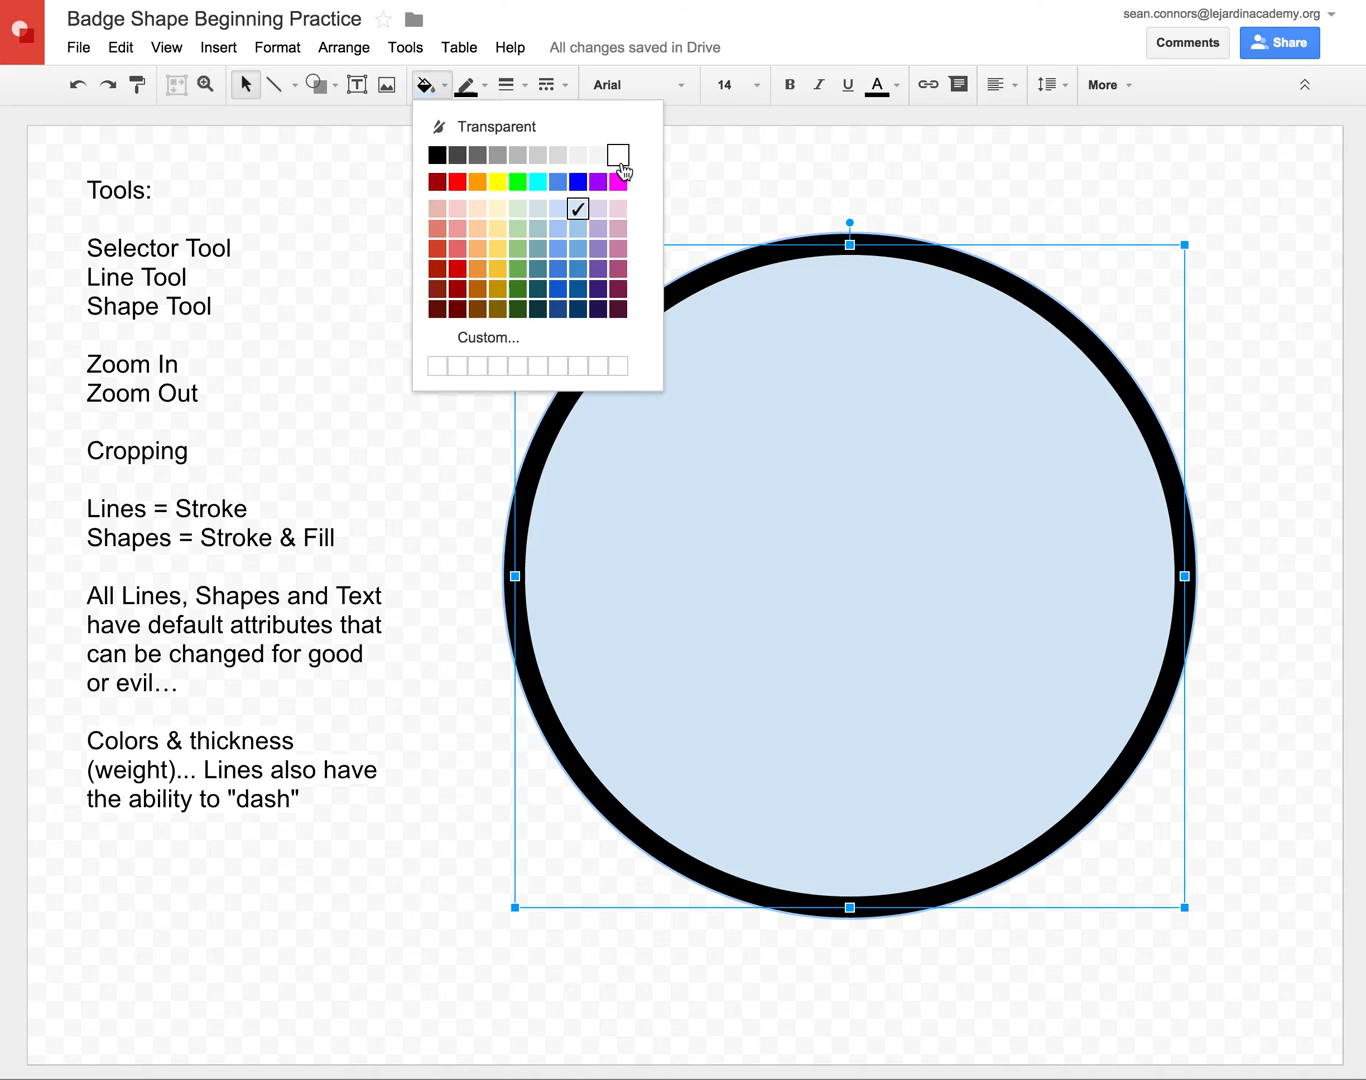 Badge Shape Beginning Practice
sean.connors@lejardinacademy.org
File Edit View Insert Format Arrange Tools Table Help All changes saved in Drive
Comments Share
Arial 14 B I U A More
Transparent
Custom...
Tools:
Selector Tool
Line Tool
Shape Tool
Zoom In
Zoom Out
Cropping
Lines = Stroke
Shapes = Stroke & Fill
All Lines, Shapes and Text
have default attributes that
can be changed for good
or evil...
Colors & thickness
(weight)... Lines also have
the ability to "dash"